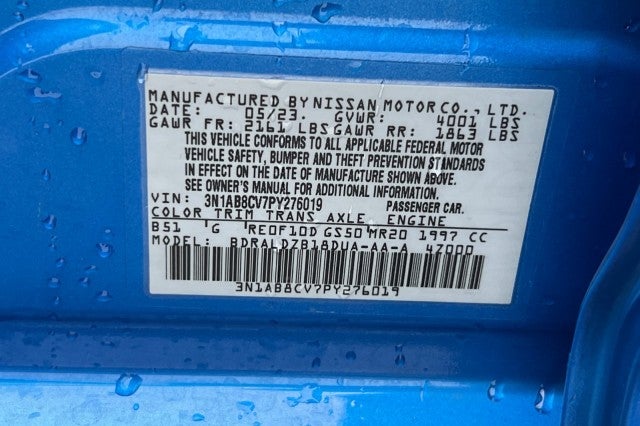 MANUFACTURED BY NISSAN MOTOR CO., LTD.
DATE: 05/23. GVWR: 4001 LBS
GAWR FR: 2161 LBS GAWR RR: 1863 LBS
THIS VEHICLE CONFORMS TO ALL APPLICABLE FEDERAL MOTOR
VEHICLE SAFETY, BUMPER AND THEFT PREVENTION STANDARDS
IN EFFECT ON THE DATE OF MANUFACTURE SHOWN ABOVE.
SEE OWNER'S MANUAL FOR ADDITIONAL INFORMATION.
VIN: 3N1AB8CV7PY276019 PASSENGER CAR.
COLOR TRIM TRANS AXLE ENGINE
B51 G RE0F10D GS50 MR20 1997 CC
MODEL: BDRALDZB18DUA-AA-A 47000
3N1AB8CV7PY276019